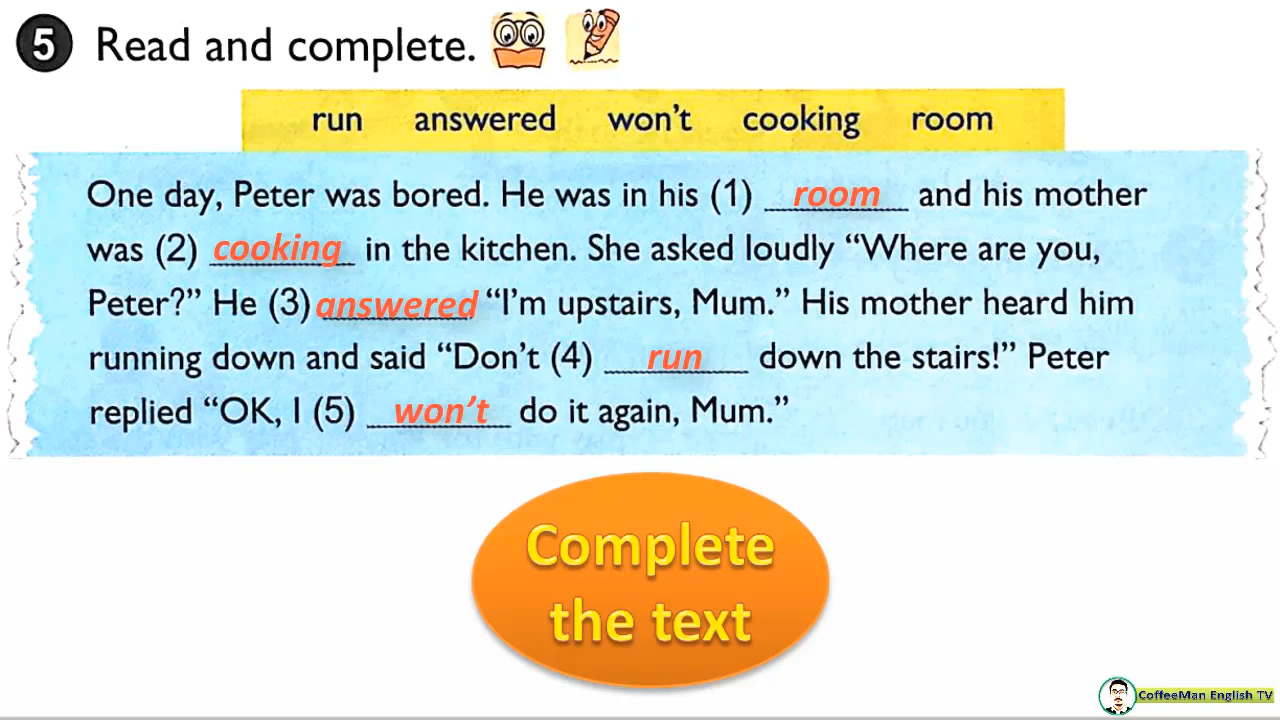 5 Read and complete.
run answered won't cooking room
One day, Peter was bored. He was in his (1) room and his mother
was (2) cooking in the kitchen. She asked loudly “Where are you,
Peter?” He (3) answered “I'm upstairs, Mum.” His mother heard him
running down and said “Don't (4) run down the stairs!” Peter
replied “OK, I (5) won't do it again, Mum.”
Complete
the text
CoffeeMan English TV